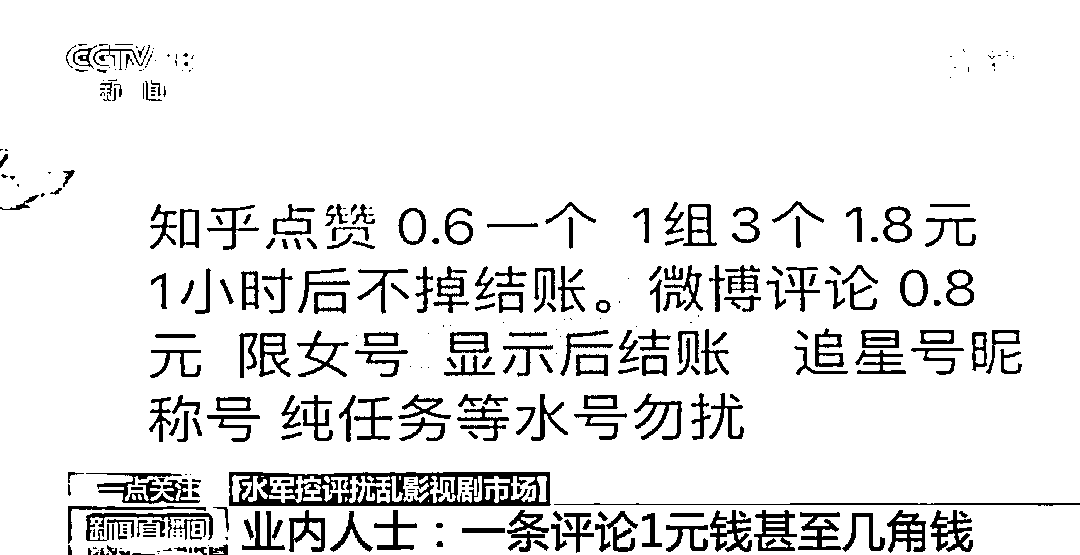 CCTV 13
新闻
知乎点赞 0.6一个 1组3个 1.8元
1小时后不掉结账。微博评论 0.8
元 限女号 显示后结账 追星号昵
称号 纯任务等水号勿扰
一点关注 水军控评扰乱影视剧市场
新闻直播间 业内人士：一条评论1元钱甚至几角钱